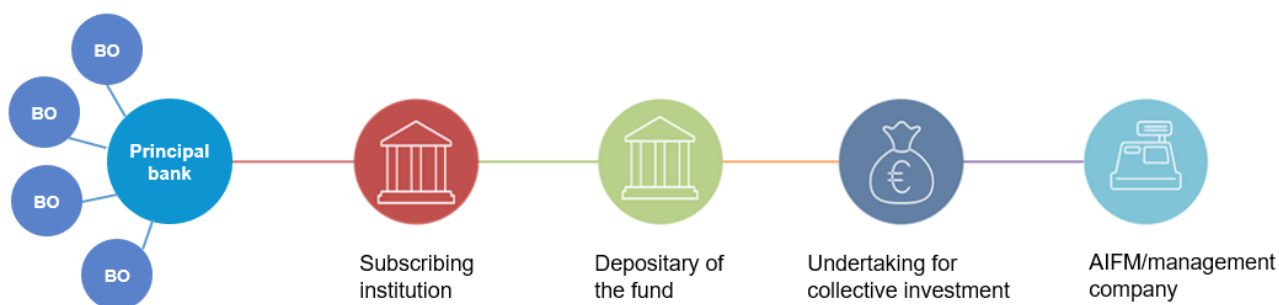 BO
BO
BO
BO
Principal
bank
€
Subscribing
institution
Depositary of
the fund
Undertaking for
collective investment
AIFM/management
company